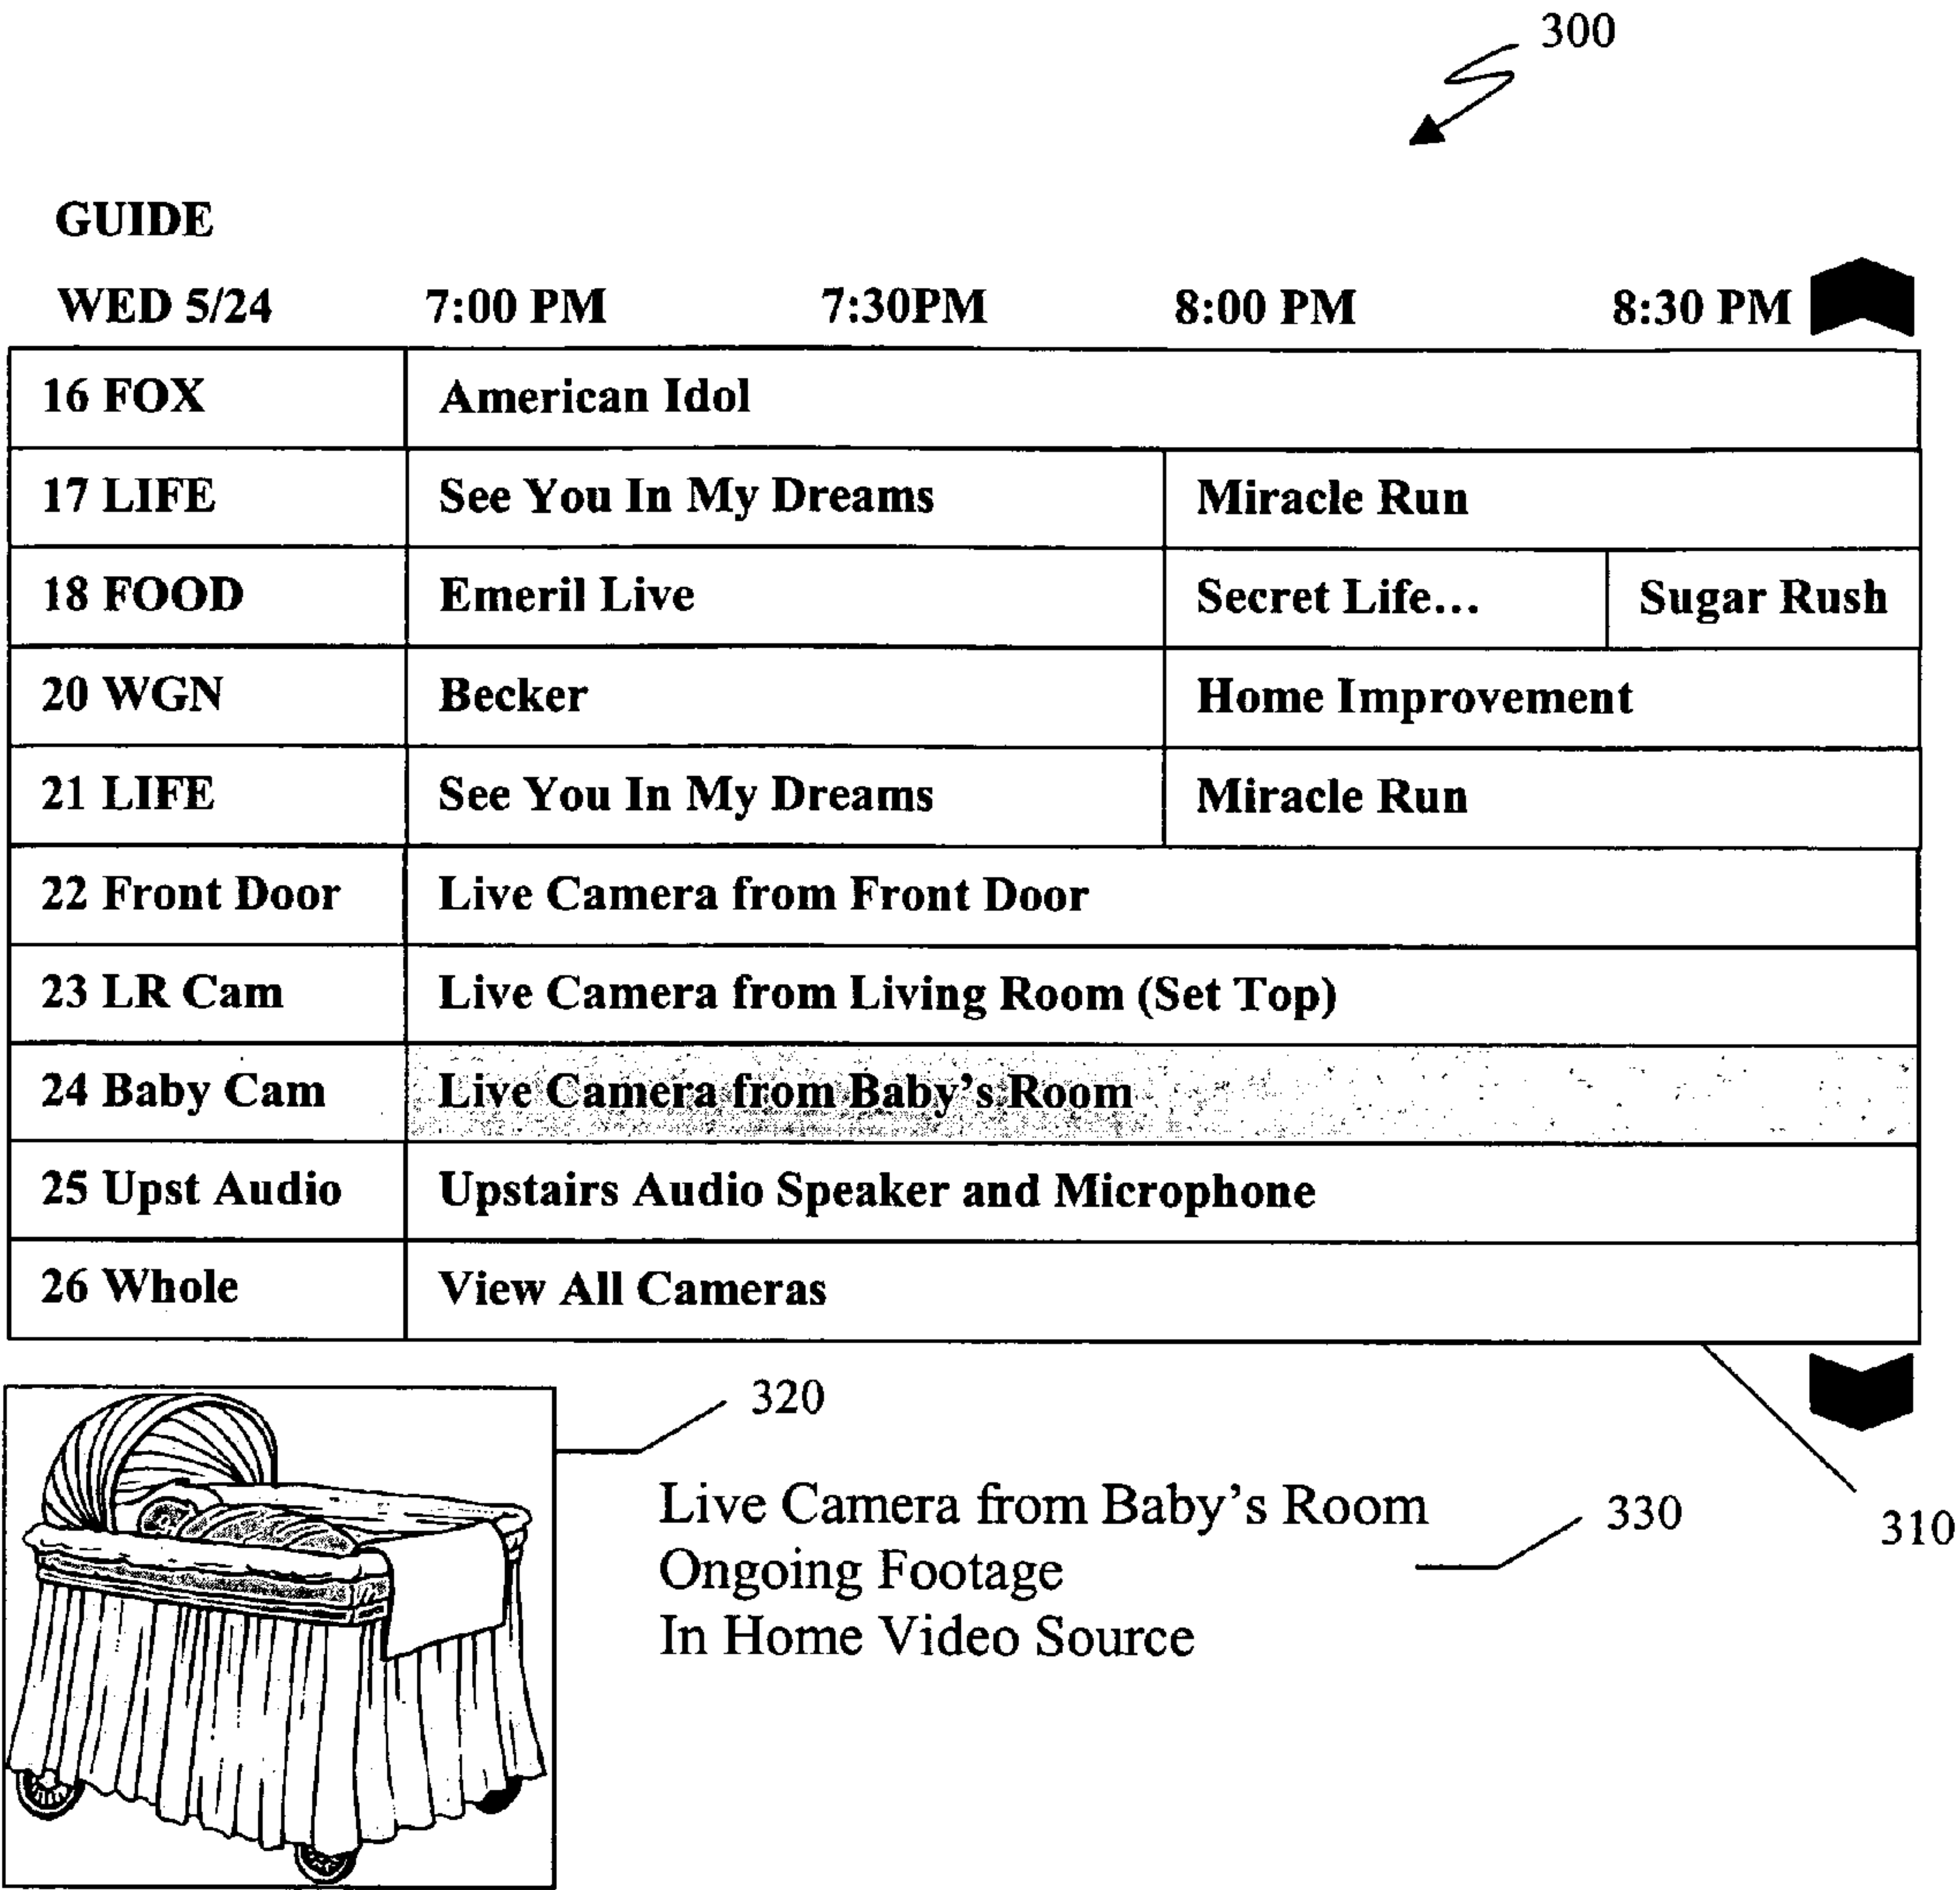 300
GUIDE
WED 5/24 7:00 PM 7:30PM 8:00 PM 8:30 PM
16 FOX American Idol
17 LIFE See You In My Dreams Miracle Run
18 FOOD Emeril Live Secret Life... Sugar Rush
20 WGN Becker Home Improvement
21 LIFE See You In My Dreams Miracle Run
22 Front Door Live Camera from Front Door
23 LR Cam Live Camera from Living Room (Set Top)
24 Baby Cam Live Camera from Baby's Room
25 Upst Audio Upstairs Audio Speaker and Microphone
26 Whole View All Cameras
320
Live Camera from Baby's Room 330 310
Ongoing Footage
In Home Video Source